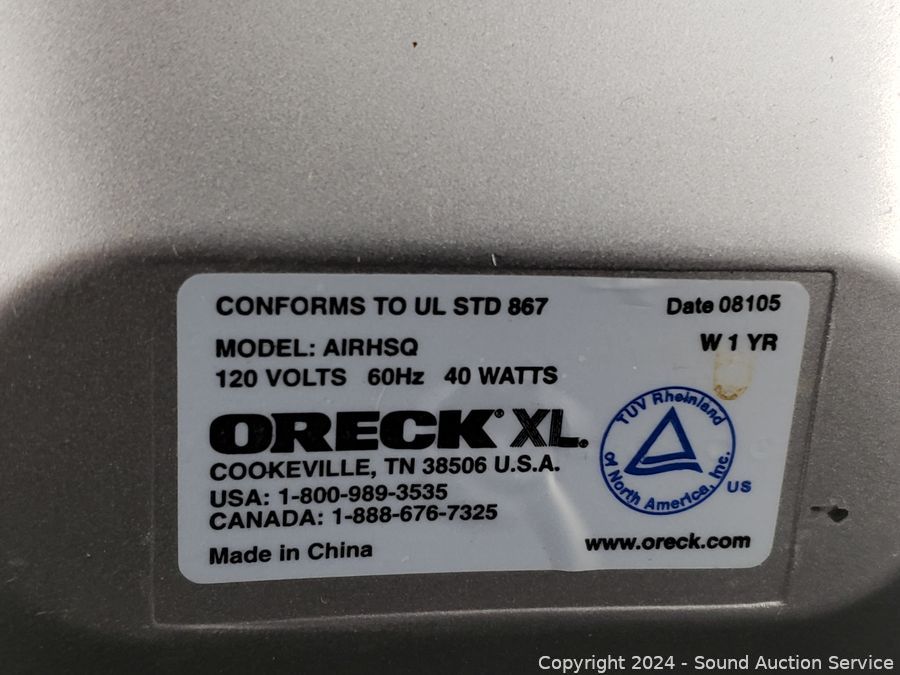 CONFORMS TO UL STD 867
Date 08105
MODEL: AIRHSQ
W 1 YR
120 VOLTS 60Hz 40 WATTS
ORECK® XL®
COOKEVILLE, TN 38506 U.S.A.
USA: 1-800-989-3535
CANADA: 1-888-676-7325
Made in China
TUV Rheinland
of North America, Inc.
US
www.oreck.com
Copyright 2024 - Sound Auction Service